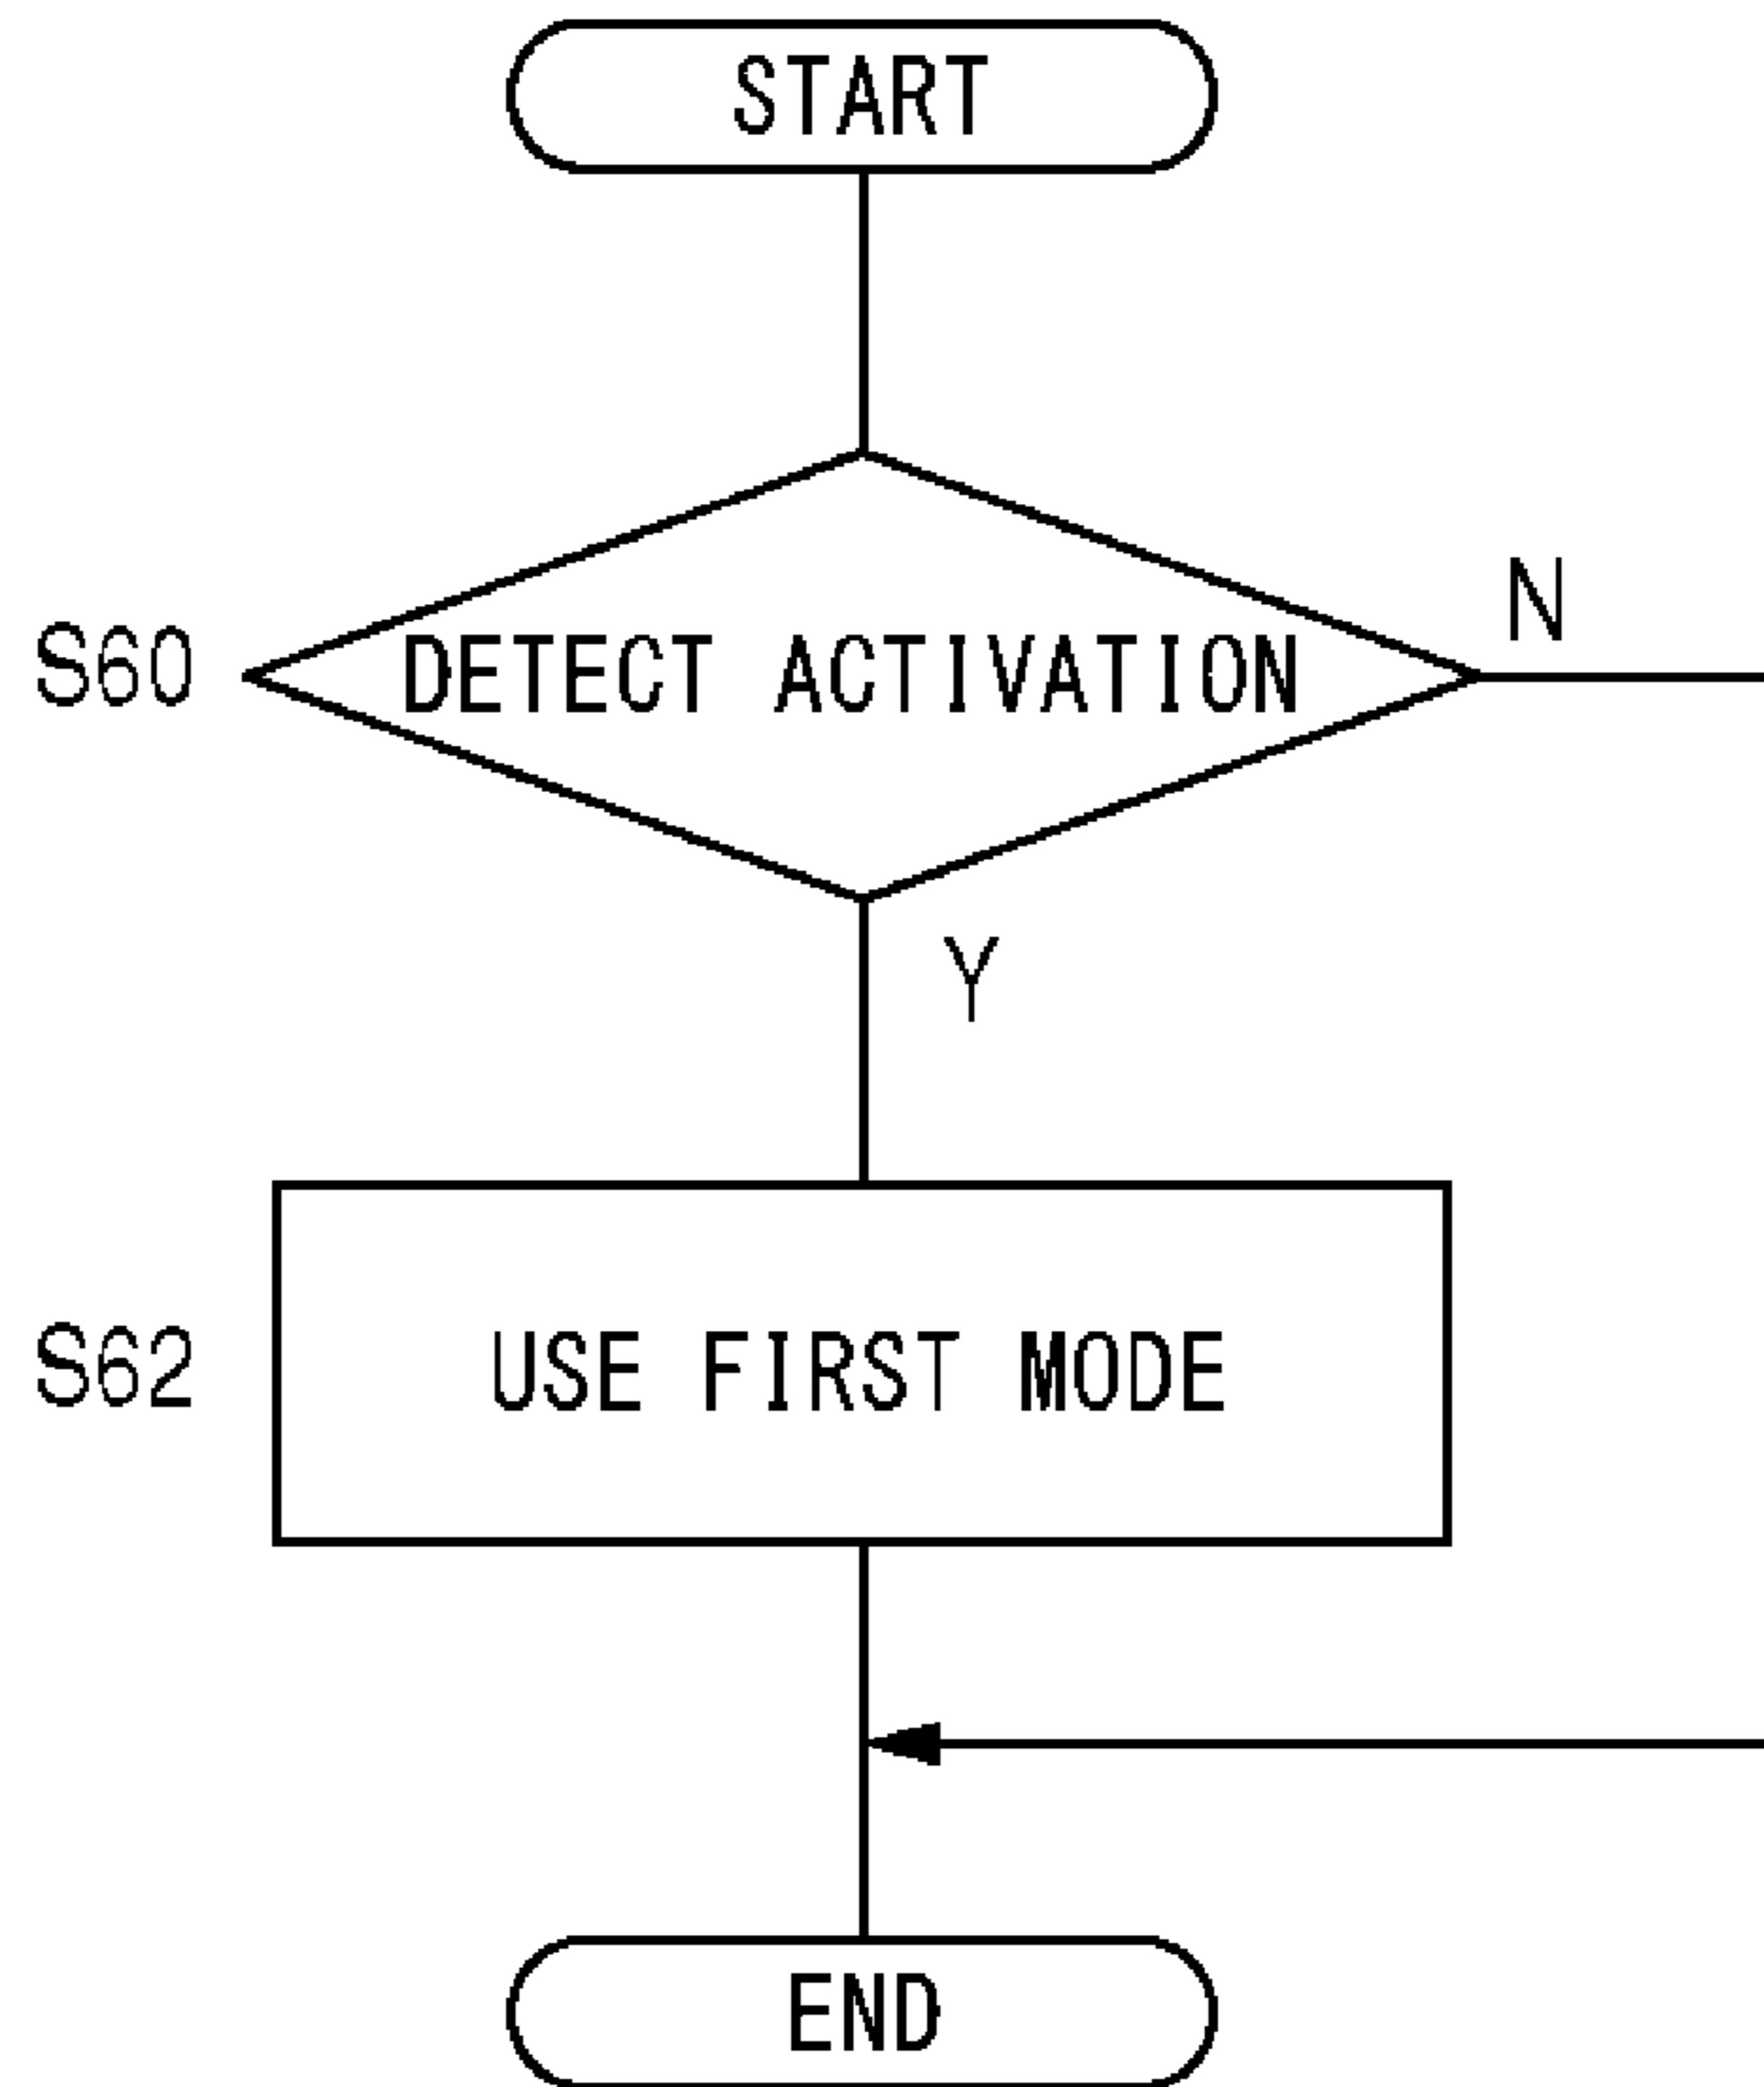 START
N
S60
DETECT ACTIVATION
Y
S62
USE FIRST MODE
END